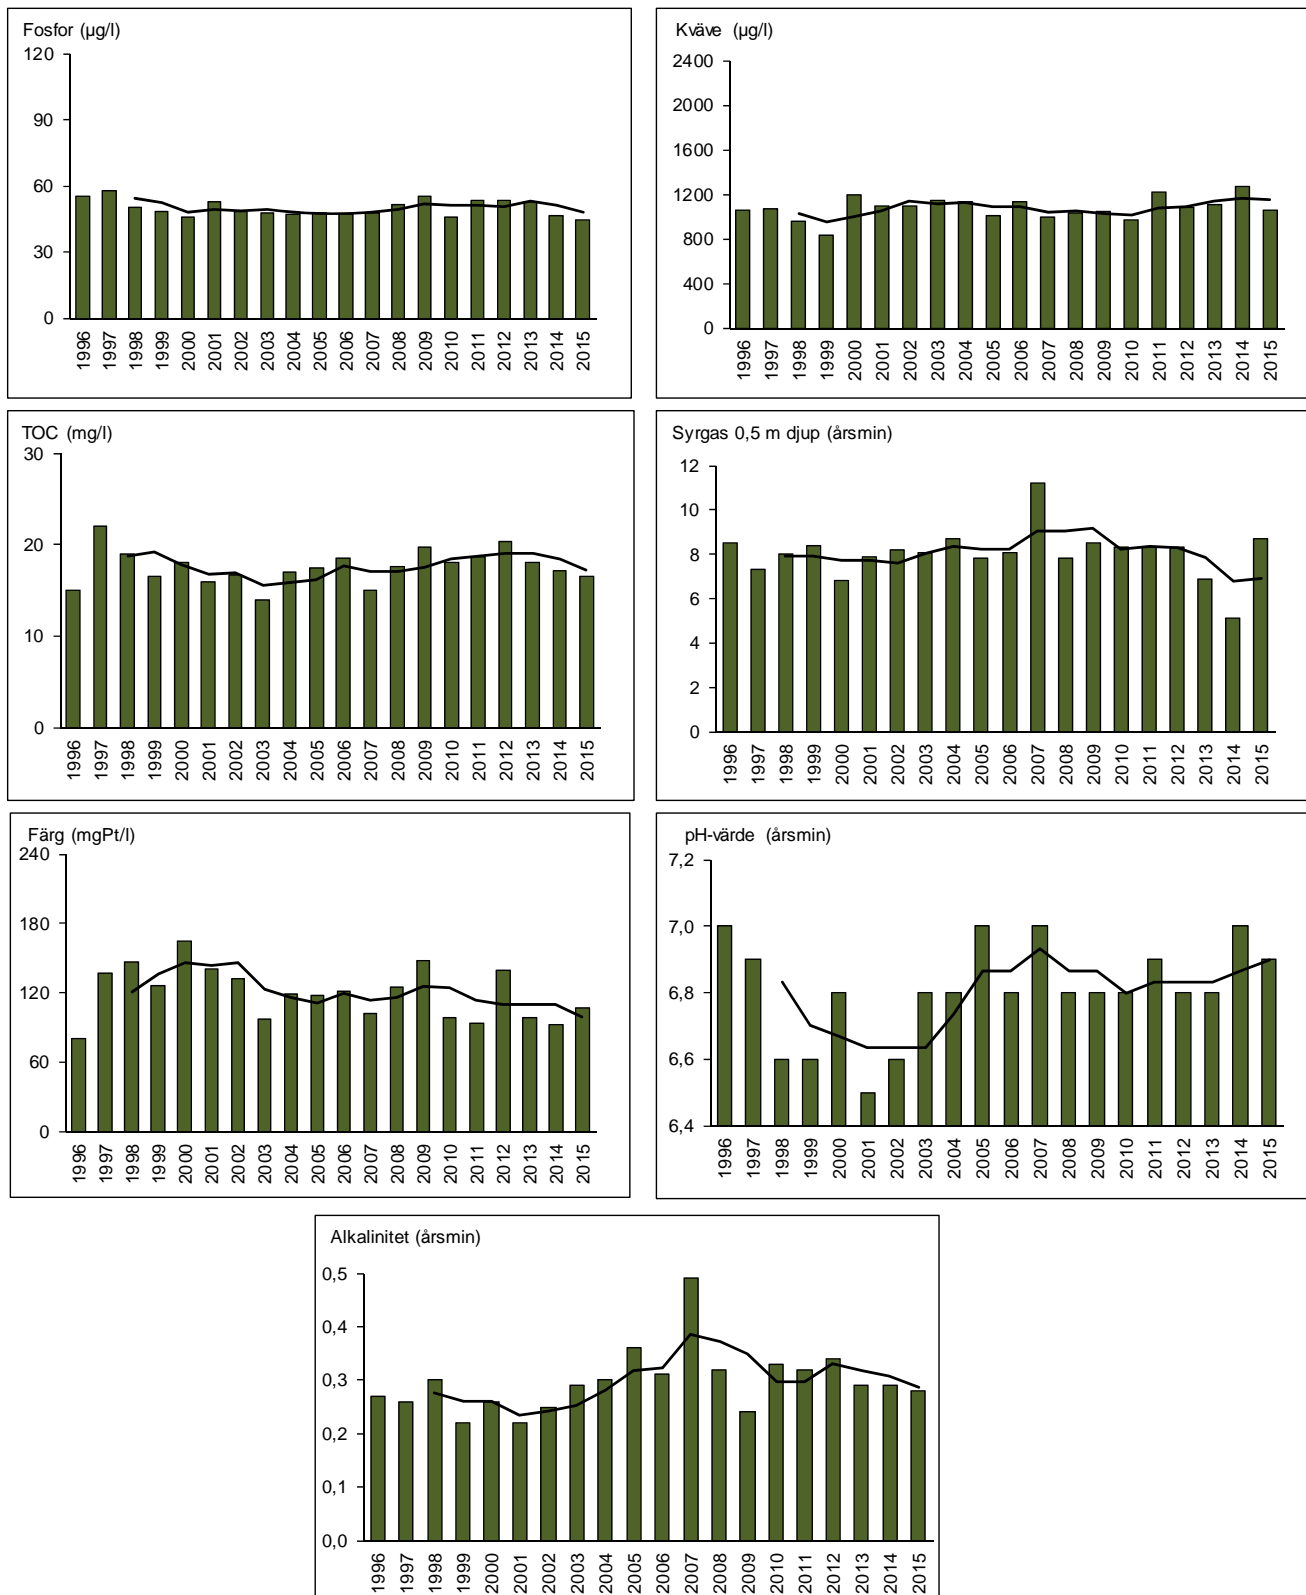 Fosfor (µg/l)
120
90
60
30
0
1996 1997 1998 1999 2000 2001 2002 2003 2004 2005 2006 2007 2008 2009 2010 2011 2012 2013 2014 2015
Kväve (µg/l)
2400
2000
1600
1200
800
400
0
1996 1997 1998 1999 2000 2001 2002 2003 2004 2005 2006 2007 2008 2009 2010 2011 2012 2013 2014 2015
TOC (mg/l)
30
20
10
0
1996 1997 1998 1999 2000 2001 2002 2003 2004 2005 2006 2007 2008 2009 2010 2011 2012 2013 2014 2015
Syrgas 0,5 m djup (årsmin)
12
10
8
6
4
2
0
1996 1997 1998 1999 2000 2001 2002 2003 2004 2005 2006 2007 2008 2009 2010 2011 2012 2013 2014 2015
Färg (mgPt/l)
240
180
120
60
0
1996 1997 1998 1999 2000 2001 2002 2003 2004 2005 2006 2007 2008 2009 2010 2011 2012 2013 2014 2015
pH-värde (årsmin)
7,2
7,0
6,8
6,6
6,4
1996 1997 1998 1999 2000 2001 2002 2003 2004 2005 2006 2007 2008 2009 2010 2011 2012 2013 2014 2015
Alkalinitet (årsmin)
0,5
0,4
0,3
0,2
0,1
0,0
1996 1997 1998 1999 2000 2001 2002 2003 2004 2005 2006 2007 2008 2009 2010 2011 2012 2013 2014 2015